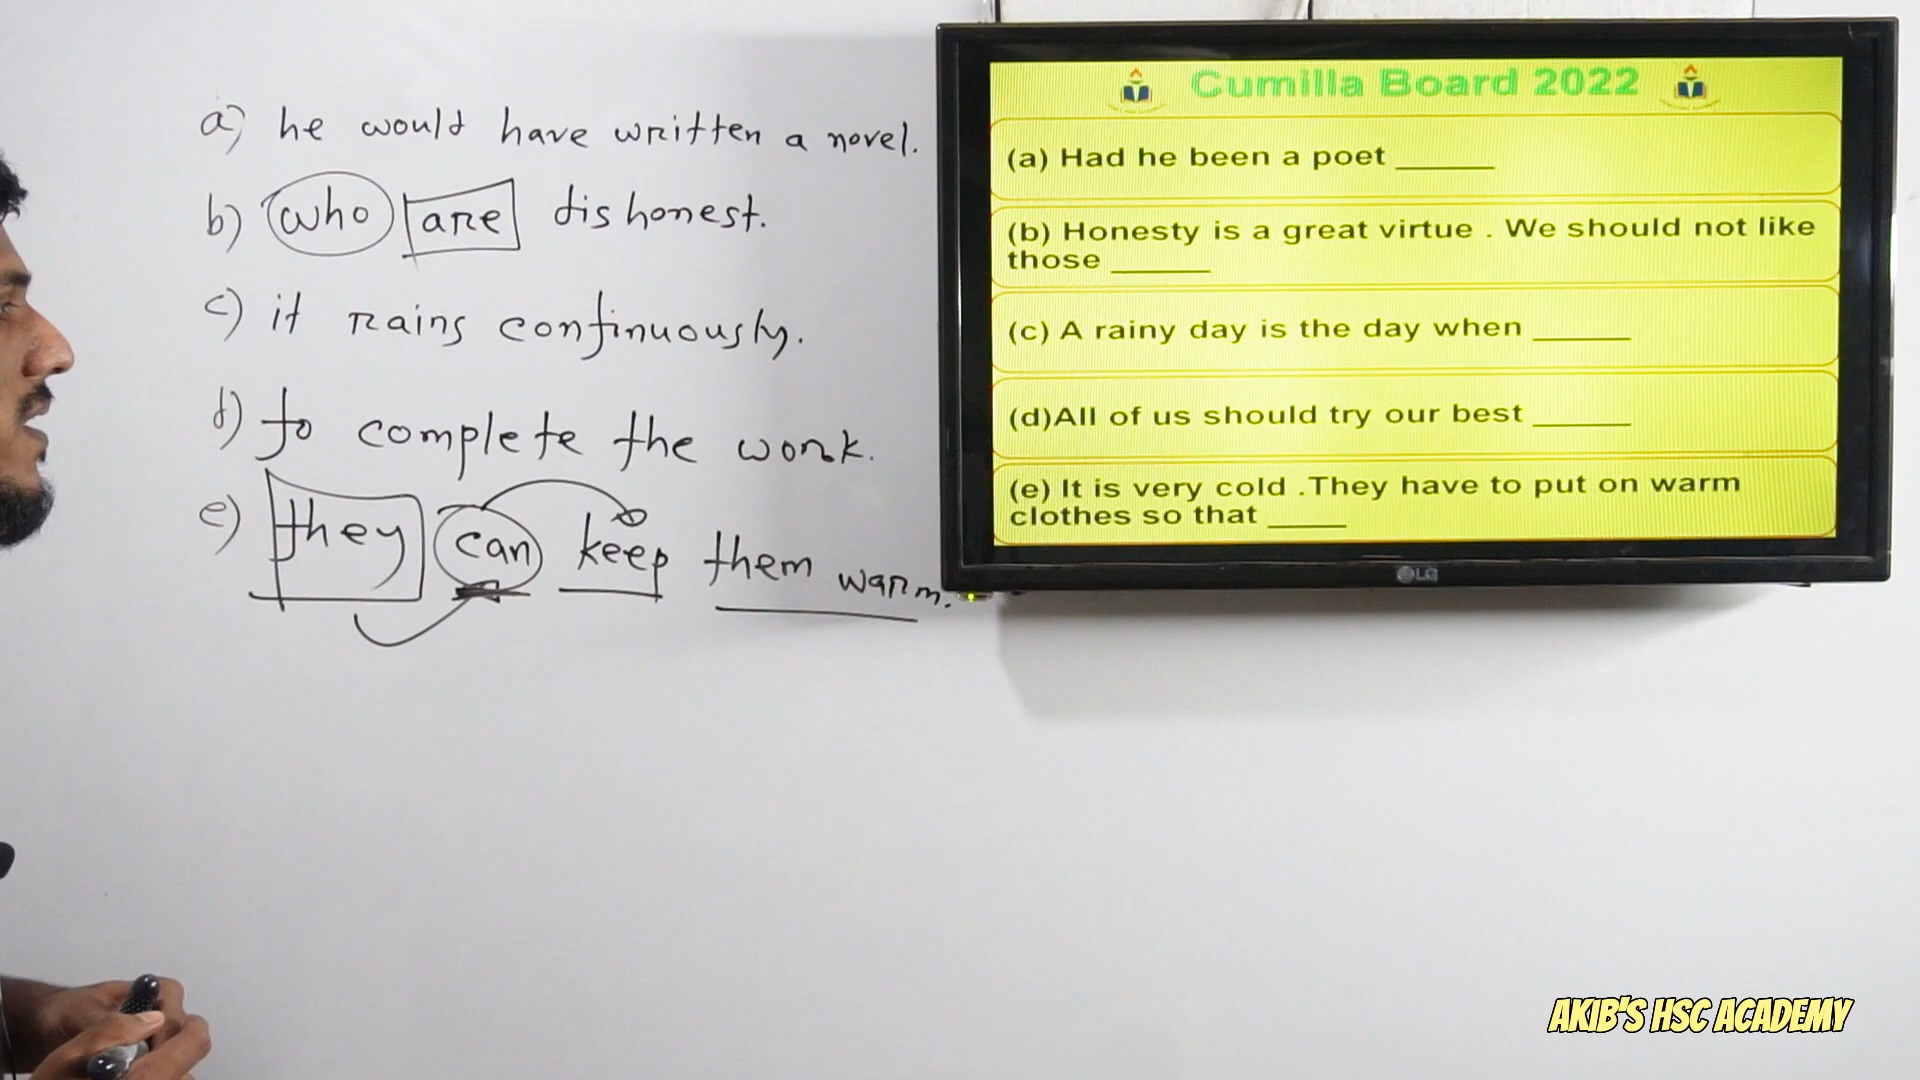 a) he would have written a novel.
b) who are dishonest.
c) it rains continuously.
d) to complete the work.
e) they can keep them warm.
Cumilla Board 2022
(a) Had he been a poet ______
(b) Honesty is a great virtue . We should not like
those ______
(c) A rainy day is the day when ______
(d)All of us should try our best ______
(e) It is very cold .They have to put on warm
clothes so that _____
LG
AKIB'S HSC ACADEMY